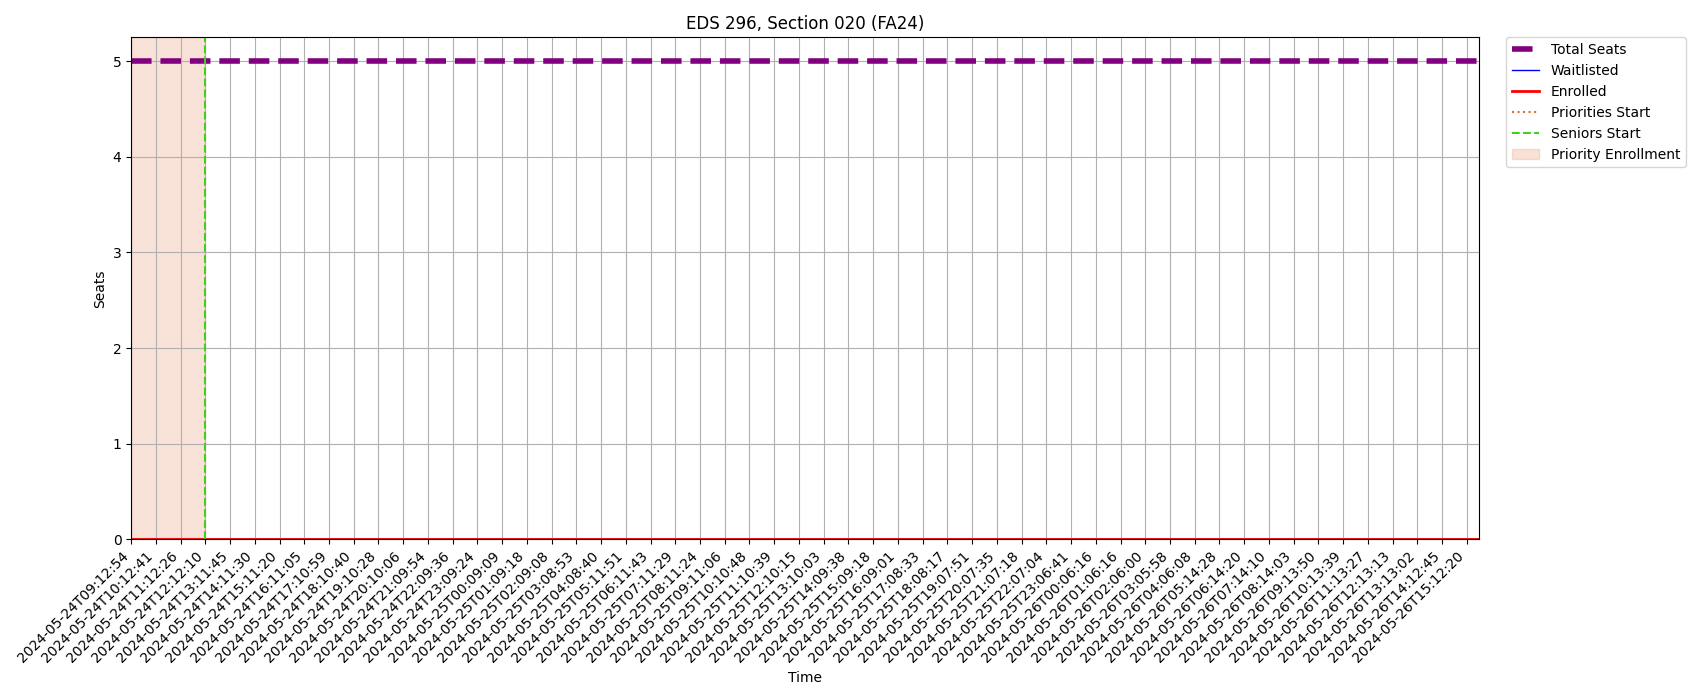 EDS 296, Section 020 (FA24)
Total Seats
Waitlisted
Enrolled
Priorities Start
Seniors Start
Priority Enrollment
5
4
3
2
1
0
Seats
2024-05-24T09:12:54
2024-05-24T10:12:41
2024-05-24T11:12:26
2024-05-24T12:12:10
2024-05-24T13:11:45
2024-05-24T14:11:30
2024-05-24T15:11:20
2024-05-24T16:11:05
2024-05-24T17:10:59
2024-05-24T18:10:40
2024-05-24T19:10:28
2024-05-24T20:10:06
2024-05-24T21:09:54
2024-05-24T22:09:36
2024-05-24T23:09:24
2024-05-25T00:09:09
2024-05-25T01:09:18
2024-05-25T02:09:08
2024-05-25T03:08:53
2024-05-25T04:08:40
2024-05-25T05:11:51
2024-05-25T06:11:43
2024-05-25T07:11:29
2024-05-25T08:11:24
2024-05-25T09:11:06
2024-05-25T10:10:48
2024-05-25T11:10:39
2024-05-25T12:10:15
2024-05-25T13:10:03
2024-05-25T14:09:38
2024-05-25T15:09:18
2024-05-25T16:09:01
2024-05-25T17:08:33
2024-05-25T18:08:17
2024-05-25T19:07:51
2024-05-25T20:07:35
2024-05-25T21:07:18
2024-05-25T22:07:04
2024-05-25T23:06:41
2024-05-26T00:06:16
2024-05-26T01:06:16
2024-05-26T02:06:00
2024-05-26T03:05:58
2024-05-26T04:06:08
2024-05-26T05:14:28
2024-05-26T06:14:20
2024-05-26T07:14:10
2024-05-26T08:14:03
2024-05-26T09:13:50
2024-05-26T10:13:39
2024-05-26T11:13:27
2024-05-26T12:13:13
2024-05-26T13:13:02
2024-05-26T14:12:45
2024-05-26T15:12:20
Time